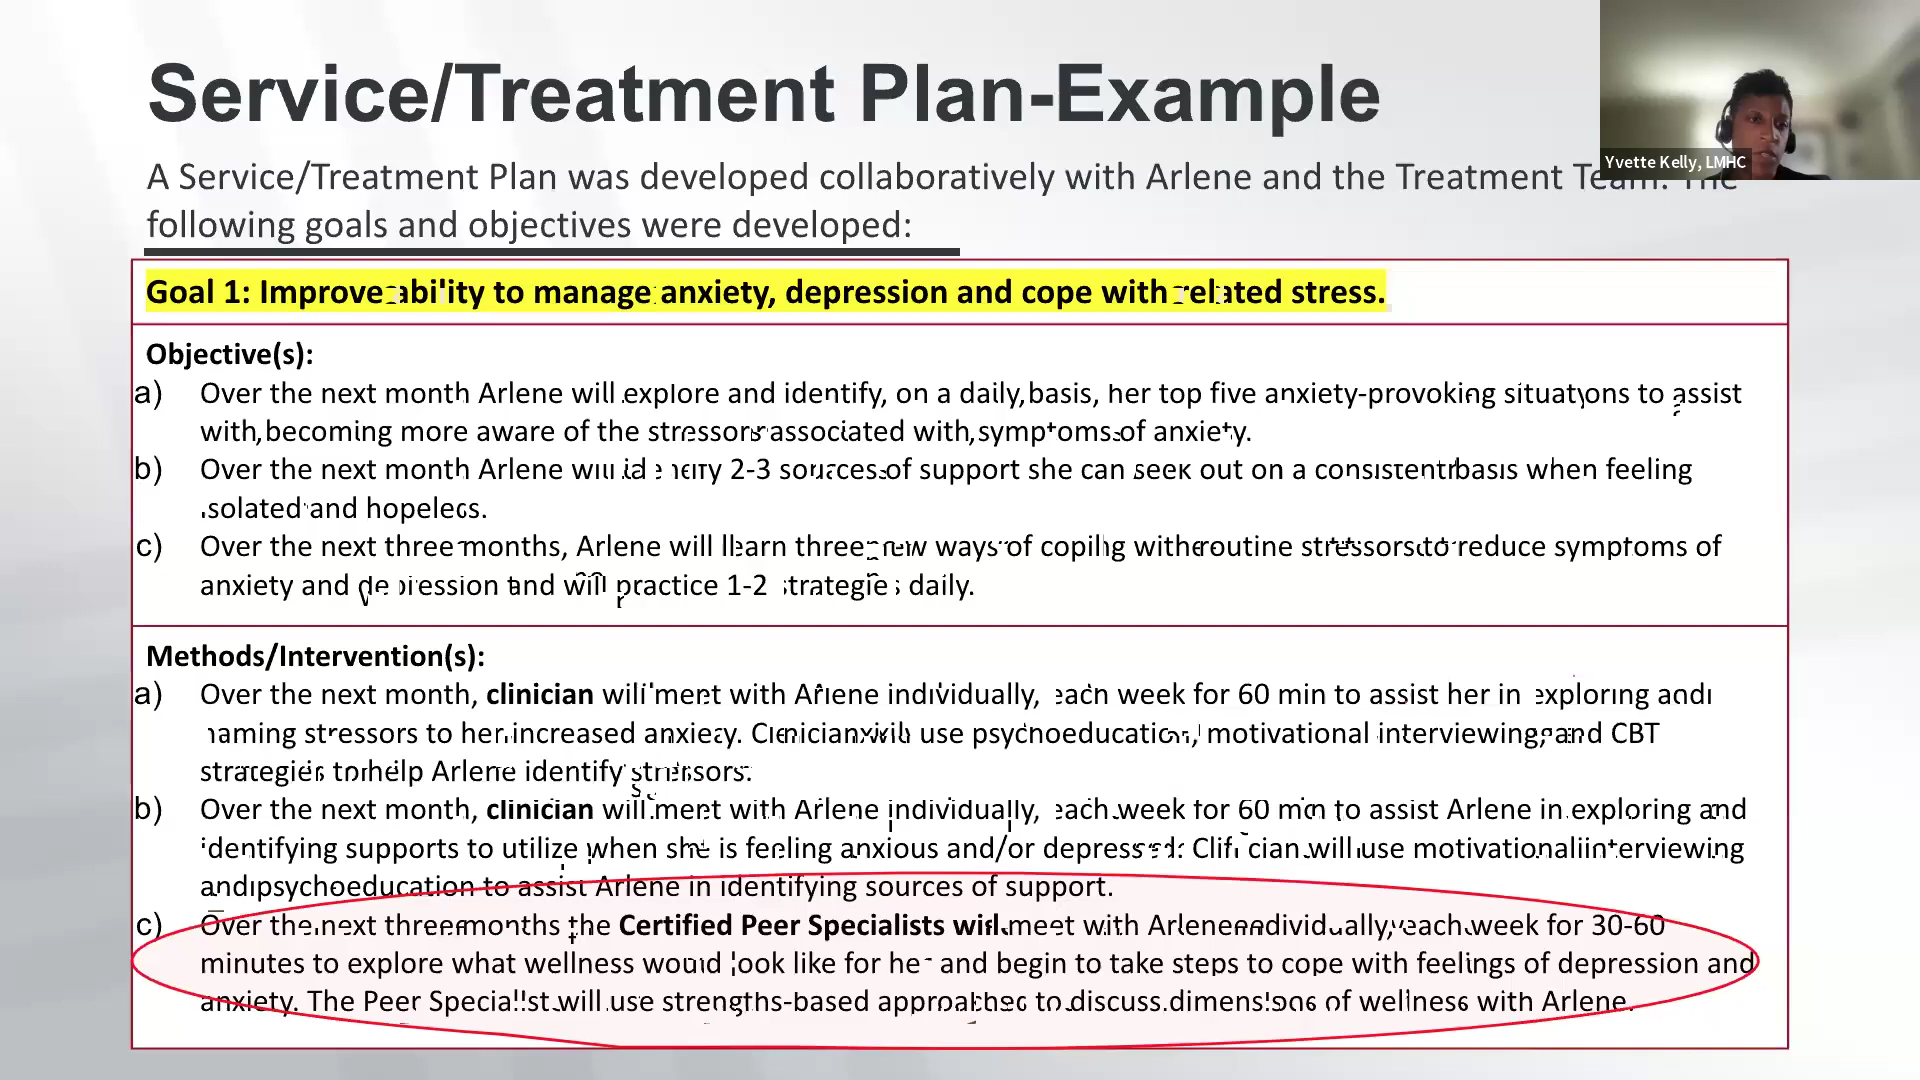 Service/Treatment Plan-Example
Yvette Kelly, LMHC
A Service/Treatment Plan was developed collaboratively with Arlene and the Treatment Team. The
following goals and objectives were developed:
Goal 1: Improve ability to manage anxiety, depression and cope with related stress.
Objective(s):
a) Over the next month Arlene will explore and identify, on a daily basis, her top five anxiety-provoking situations to assist
with becoming more aware of the stressors associated with symptoms of anxiety.
b) Over the next month Arlene will identify 2-3 sources of support she can seek out on a consistent basis when feeling
isolated and hopeless.
c) Over the next three months, Arlene will learn three new ways of coping with routine stressors to reduce symptoms of
anxiety and depression and will practice 1-2 strategies daily.
Methods/Intervention(s):
a) Over the next month, clinician will meet with Arlene individually, each week for 60 min to assist her in exploring and
naming stressors to her increased anxiety. Clinician will use psychoeducation, motivational interviewing, and CBT
strategies to help Arlene identify stressors.
b) Over the next month, clinician will meet with Arlene individually, each week for 60 min to assist Arlene in exploring and
identifying supports to utilize when she is feeling anxious and/or depressed. Clinician will use motivational interviewing
and psychoeducation to assist Arlene in identifying sources of support.
c) Over the next three months the Certified Peer Specialists will meet with Arlene individually, each week for 30-60
minutes to explore what wellness would look like for her and begin to take steps to cope with feelings of depression and
anxiety. The Peer Specialist will use strengths-based approaches to discuss dimensions of wellness with Arlene.